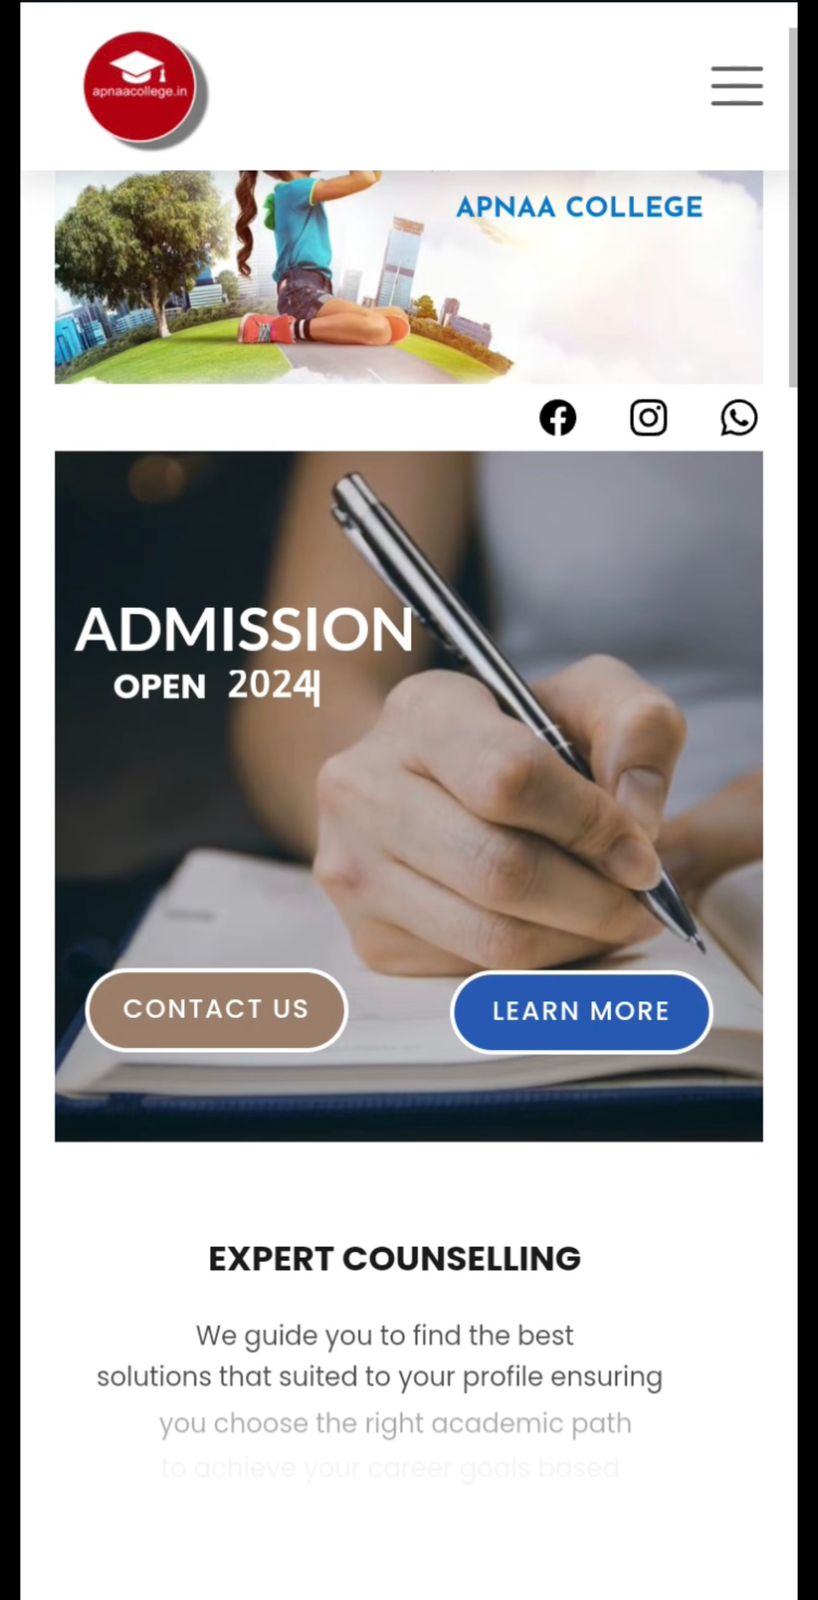 apnaacollege.in
APNAA COLLEGE
ADMISSION
OPEN 2024
CONTACT US
LEARN MORE
EXPERT COUNSELLING
We guide you to find the best
solutions that suited to your profile ensuring
you choose the right academic path
to achieve your career goals based